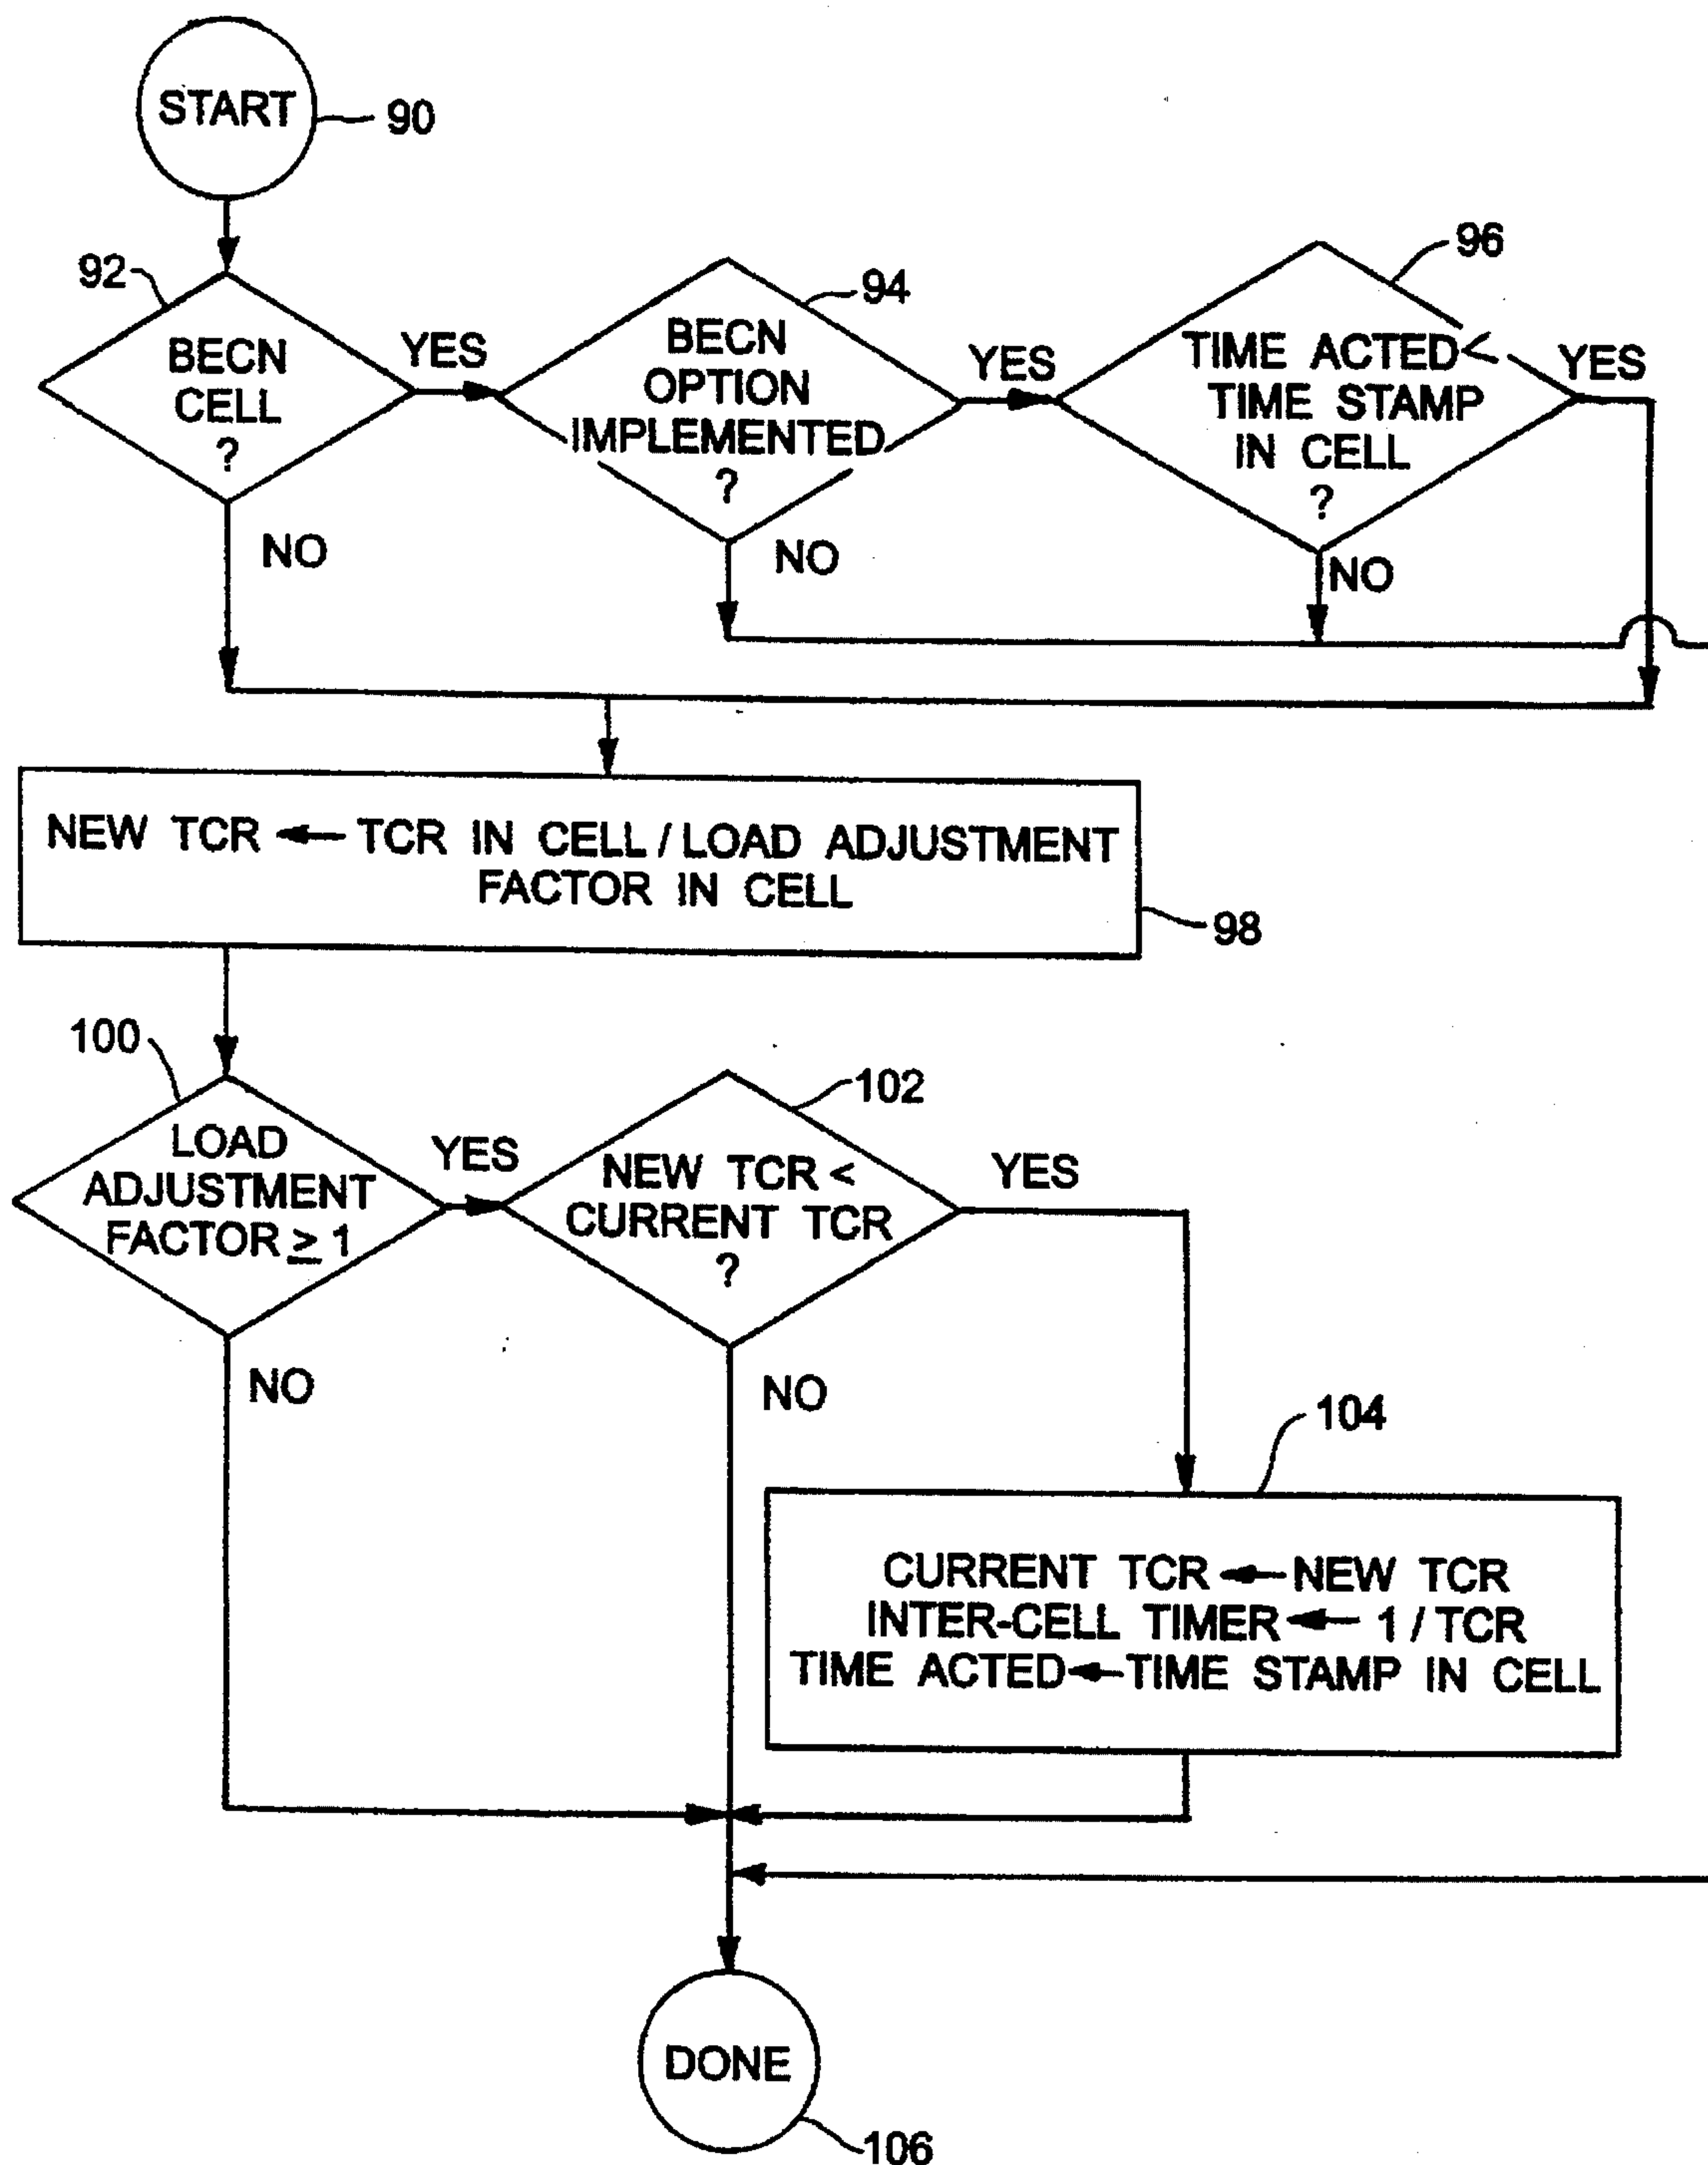 START
90
92
BECN
CELL
?
YES
NO
94
BECN
OPTION
IMPLEMENTED
?
YES
NO
96
TIME ACTED<
TIME STAMP
IN CELL
?
YES
NO
NEW TCR ← TCR IN CELL / LOAD ADJUSTMENT
FACTOR IN CELL
98
100
LOAD
ADJUSTMENT
FACTOR ≥ 1
YES
NO
102
NEW TCR <
CURRENT TCR
?
YES
NO
104
CURRENT TCR ← NEW TCR
INTER-CELL TIMER ← 1 / TCR
TIME ACTED ← TIME STAMP IN CELL
DONE
106